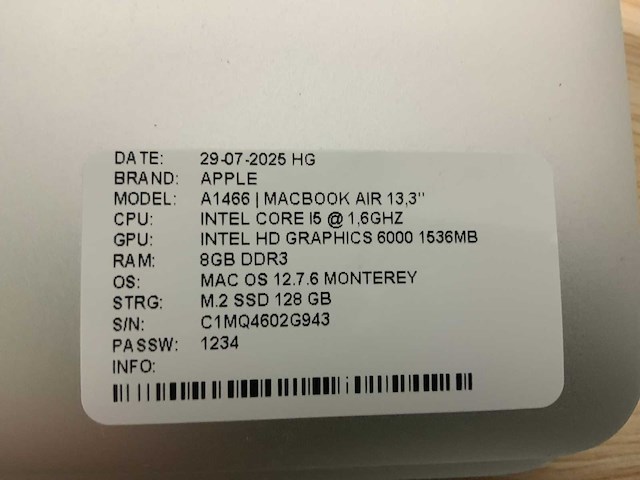 DATE: 29-07-2025 HG
BRAND: APPLE
MODEL: A1466 | MACBOOK AIR 13,3"
CPU: INTEL CORE I5 @ 1,6GHZ
GPU: INTEL HD GRAPHICS 6000 1536MB
RAM: 8GB DDR3
OS: MAC OS 12.7.6 MONTEREY
STRG: M.2 SSD 128 GB
S/N: C1MQ4602G943
PASSW: 1234
INFO: